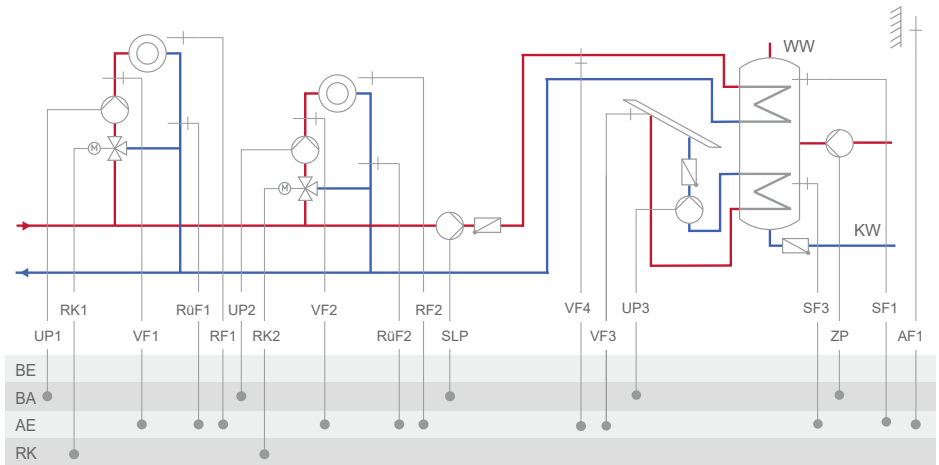 WW
M
M
KW
RK1 RüF1 UP2 VF2 RF2 VF4 UP3 SF3 SF1
UP1 VF1 RF1 RK2 RüF2 SLP VF3 ZP AF1
BE
BA
AE
RK